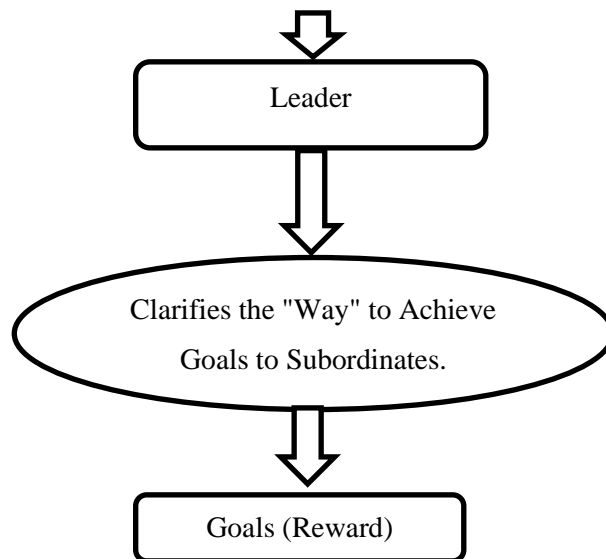 Leader
Clarifies the "Way" to Achieve
Goals to Subordinates.
Goals (Reward)